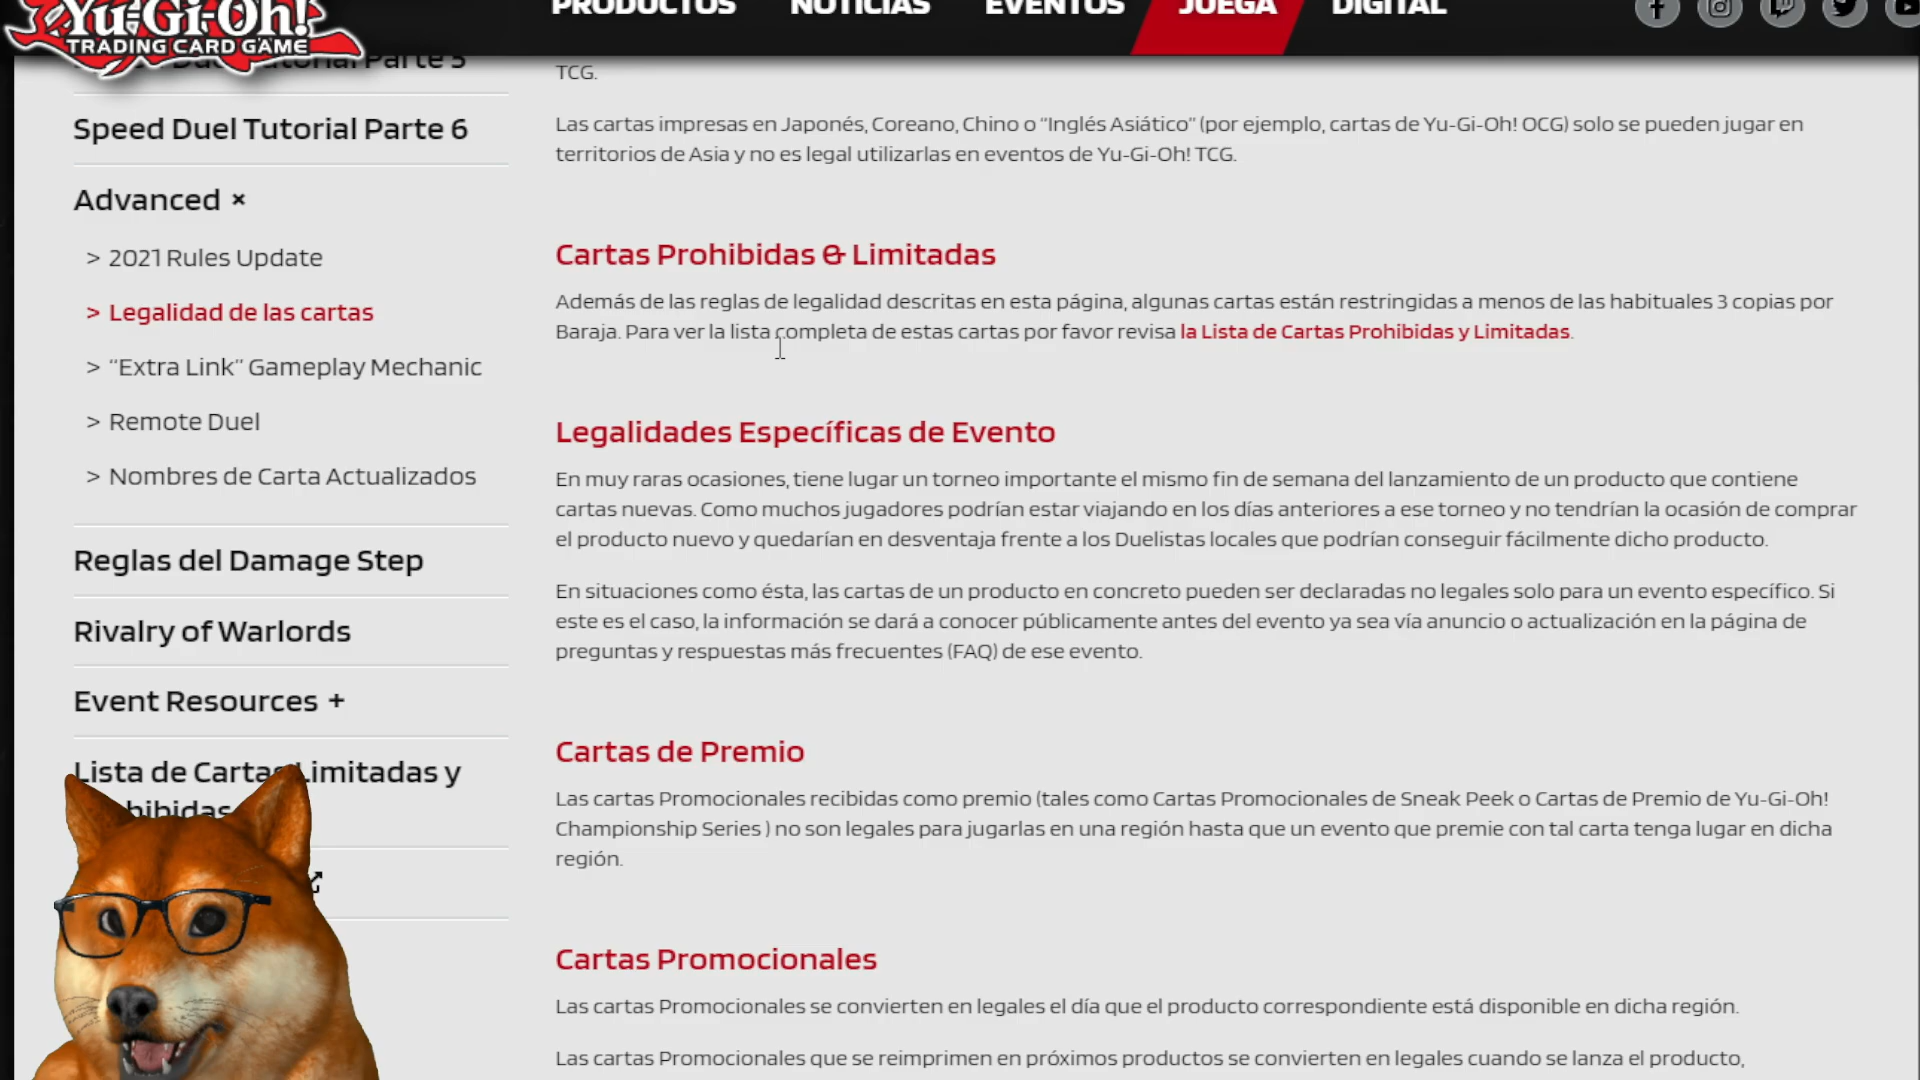 Yu-Gi-Oh!
TRADING CARD GAME
PRODUCTOS
NOTICIAS
EVENTOS
JUEGA
DIGITAL
Duel Tutorial Parte 5
Speed Duel Tutorial Parte 6
Advanced ×
> 2021 Rules Update
> Legalidad de las cartas
> “Extra Link” Gameplay Mechanic
> Remote Duel
> Nombres de Carta Actualizados
Reglas del Damage Step
Rivalry of Warlords
Event Resources +
Lista de Cartas Limitadas y
TCG.
Las cartas impresas en Japonés, Coreano, Chino o “Inglés Asiático” (por ejemplo, cartas de Yu-Gi-Oh! OCG) solo se pueden jugar en
territorios de Asia y no es legal utilizarlas en eventos de Yu-Gi-Oh! TCG.
Cartas Prohibidas & Limitadas
Además de las reglas de legalidad descritas en esta página, algunas cartas están restringidas a menos de las habituales 3 copias por
Baraja. Para ver la lista completa de estas cartas por favor revisa la Lista de Cartas Prohibidas y Limitadas.
Legalidades Específicas de Evento
En muy raras ocasiones, tiene lugar un torneo importante el mismo fin de semana del lanzamiento de un producto que contiene
cartas nuevas. Como muchos jugadores podrían estar viajando en los días anteriores a ese torneo y no tendrían la ocasión de comprar
el producto nuevo y quedarían en desventaja frente a los Duelistas locales que podrían conseguir fácilmente dicho producto.
En situaciones como ésta, las cartas de un producto en concreto pueden ser declaradas no legales solo para un evento específico. Si
este es el caso, la información se dará a conocer públicamente antes del evento ya sea vía anuncio o actualización en la página de
preguntas y respuestas más frecuentes (FAQ) de ese evento.
Cartas de Premio
Las cartas Promocionales recibidas como premio (tales como Cartas Promocionales de Sneak Peek o Cartas de Premio de Yu-Gi-Oh!
Championship Series ) no son legales para jugarlas en una región hasta que un evento que premie con tal carta tenga lugar en dicha
región.
Cartas Promocionales
Las cartas Promocionales se convierten en legales el día que el producto correspondiente está disponible en dicha región.
Las cartas Promocionales que se reimprimen en próximos productos se convierten en legales cuando se lanza el producto,